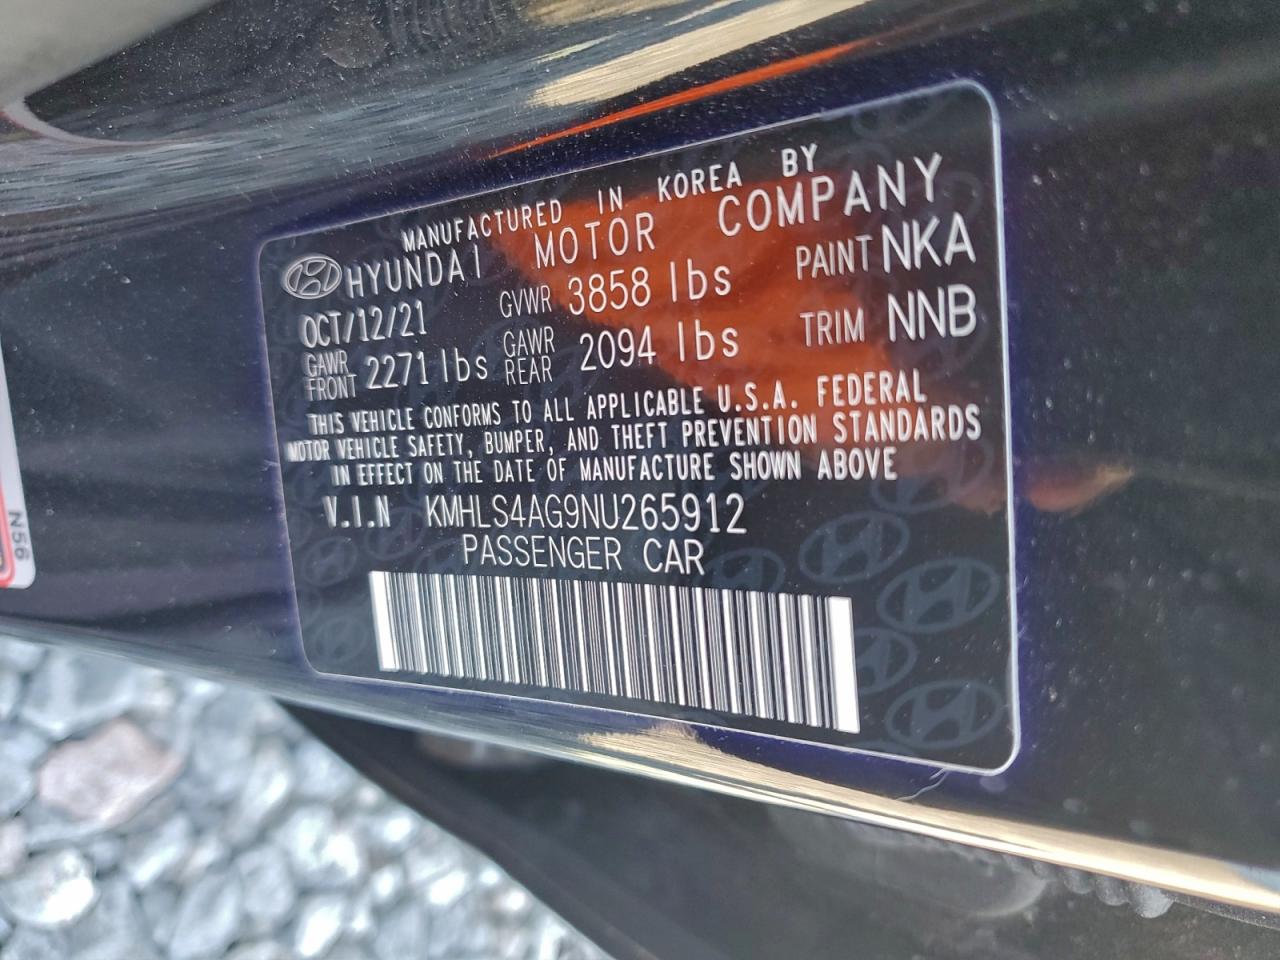 MANUFACTURED IN KOREA BY
HYUNDAI MOTOR COMPANY
OCT/12/21 GVWR 3858 lbs PAINT NKA
GAWR FRONT 2271 lbs GAWR REAR 2094 lbs TRIM NNB
THIS VEHICLE CONFORMS TO ALL APPLICABLE U.S.A. FEDERAL
MOTOR VEHICLE SAFETY, BUMPER, AND THEFT PREVENTION STANDARDS
IN EFFECT ON THE DATE OF MANUFACTURE SHOWN ABOVE
V.I.N KMHLS4AG9NU265912
PASSENGER CAR
N56